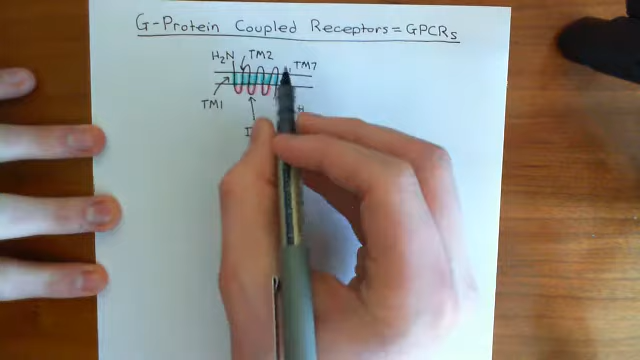 G-Protein Coupled Receptors = GPCRs
H₂N TM2
TM7
TM1